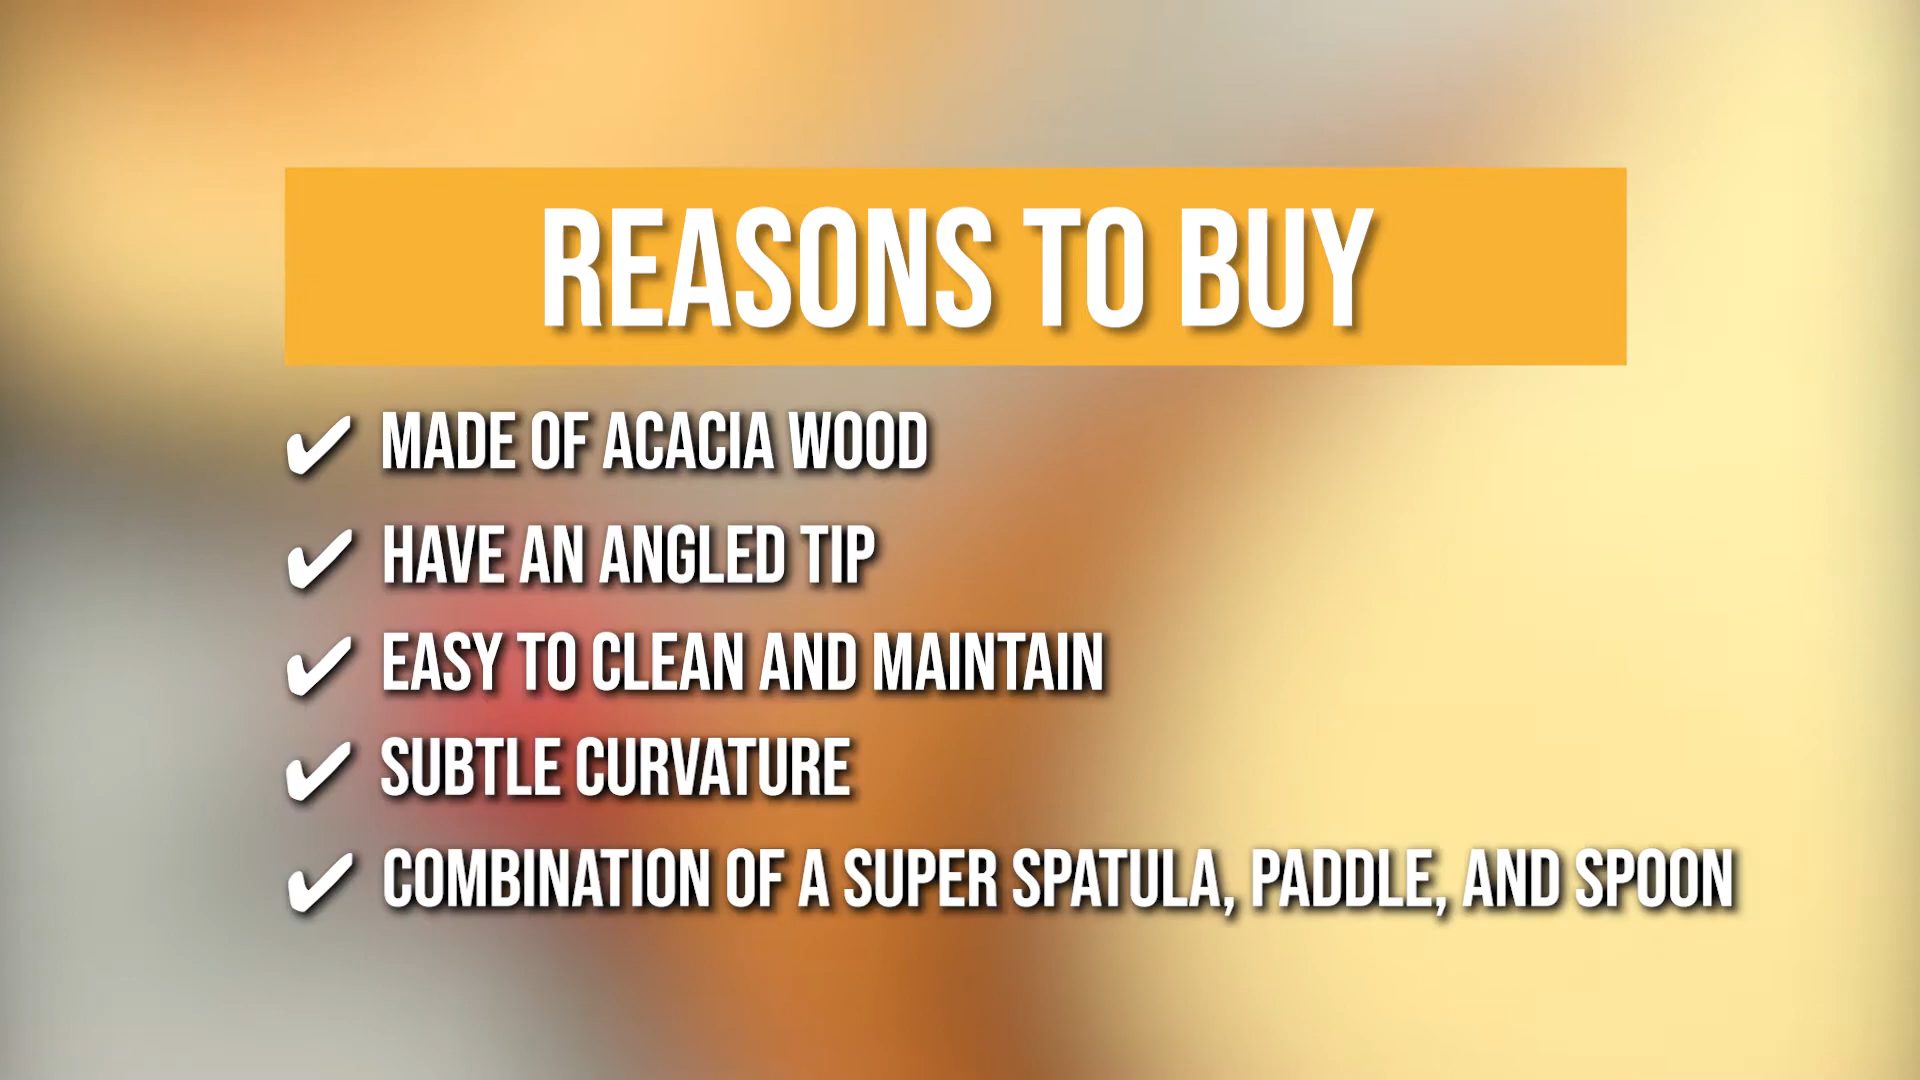 REASONS TO BUY
✔ MADE OF ACACIA WOOD
✔ HAVE AN ANGLED TIP
✔ EASY TO CLEAN AND MAINTAIN
✔ SUBTLE CURVATURE
✔ COMBINATION OF A SUPER SPATULA, PADDLE, AND SPOON